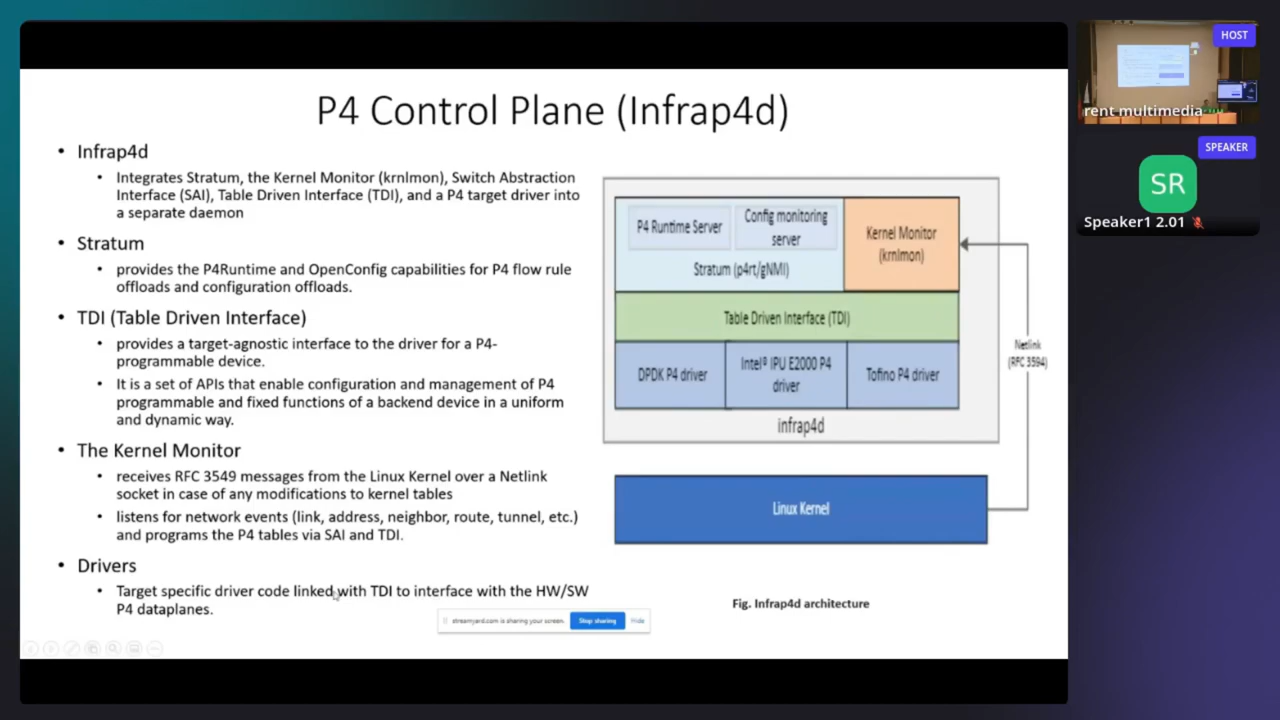 P4 Control Plane (Infrap4d)
• Infrap4d
• Integrates Stratum, the Kernel Monitor (krnlmon), Switch Abstraction
Interface (SAI), Table Driven Interface (TDI), and a P4 target driver into
a separate daemon
• Stratum
• provides the P4Runtime and OpenConfig capabilities for P4 flow rule
offloads and configuration offloads.
• TDI (Table Driven Interface)
• provides a target-agnostic interface to the driver for a P4-
programmable device.
• It is a set of APIs that enable configuration and management of P4
programmable and fixed functions of a backend device in a uniform
and dynamic way.
• The Kernel Monitor
• receives RFC 3549 messages from the Linux Kernel over a Netlink
socket in case of any modifications to kernel tables
• listens for network events (link, address, neighbor, route, tunnel, etc.)
and programs the P4 tables via SAI and TDI.
• Drivers
• Target specific driver code linked with TDI to interface with the HW/SW
P4 dataplanes.
P4 Runtime Server
Config monitoring
server
Stratum (p4rt/gNMI)
Kernel Monitor
(krnlmon)
Table Driven Interface (TDI)
DPDK P4 driver
Intel® IPU E2000 P4
driver
Tofino P4 driver
infrap4d
Netlink
(RFC 3594)
Linux Kernel
Fig. Infrap4d architecture
streamyard.com is sharing your screen.
Stop sharing
Hide
HOST
rent multimedia
SPEAKER
SR
Speaker1 2.01